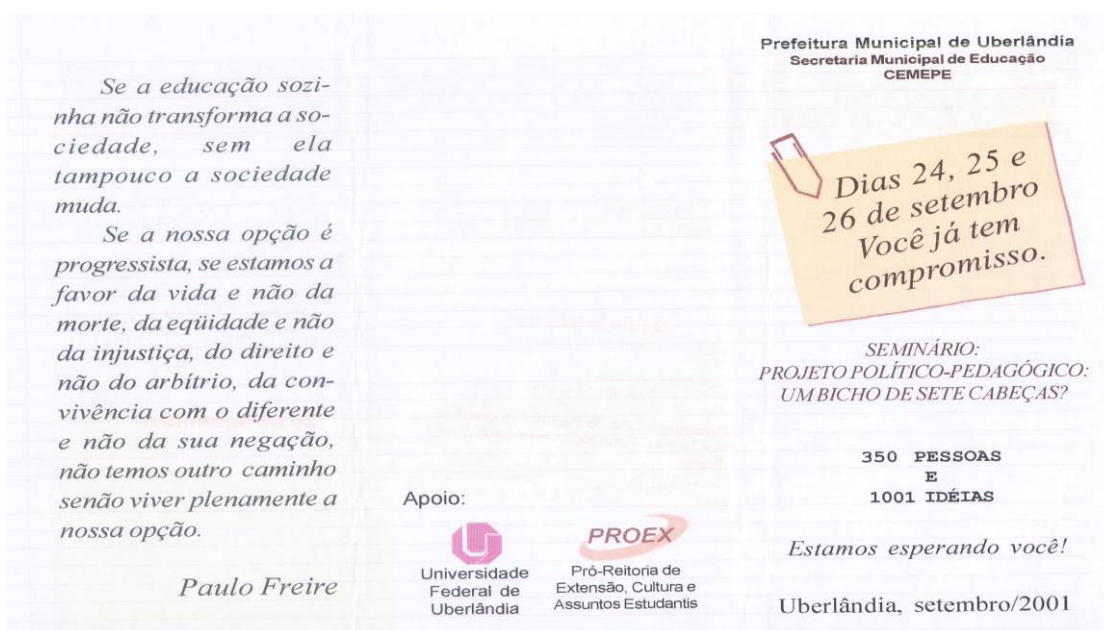 Se a educação sozi-
nha não transforma a so-
ciedade, sem ela
tampouco a sociedade
muda.
Se a nossa opção é
progressista, se estamos a
favor da vida e não da
morte, da eqüidade e não
da injustiça, do direito e
não do arbítrio, da con-
vivência com o diferente
e não da sua negação,
não temos outro caminho
senão viver plenamente a
nossa opção.
Paulo Freire
Apoio:
Universidade
Federal de
Uberlândia
PROEX
Pró-Reitoria de
Extensão, Cultura e
Assuntos Estudantis
Prefeitura Municipal de Uberlândia
Secretaria Municipal de Educação
CEMEPE
Dias 24, 25 e
26 de setembro
Você já tem
compromisso.
SEMINÁRIO:
PROJETO POLÍTICO-PEDAGÓGICO:
UM BICHO DE SETE CABEÇAS?
350 PESSOAS
E
1001 IDÉIAS
Estamos esperando você!
Uberlândia, setembro/2001